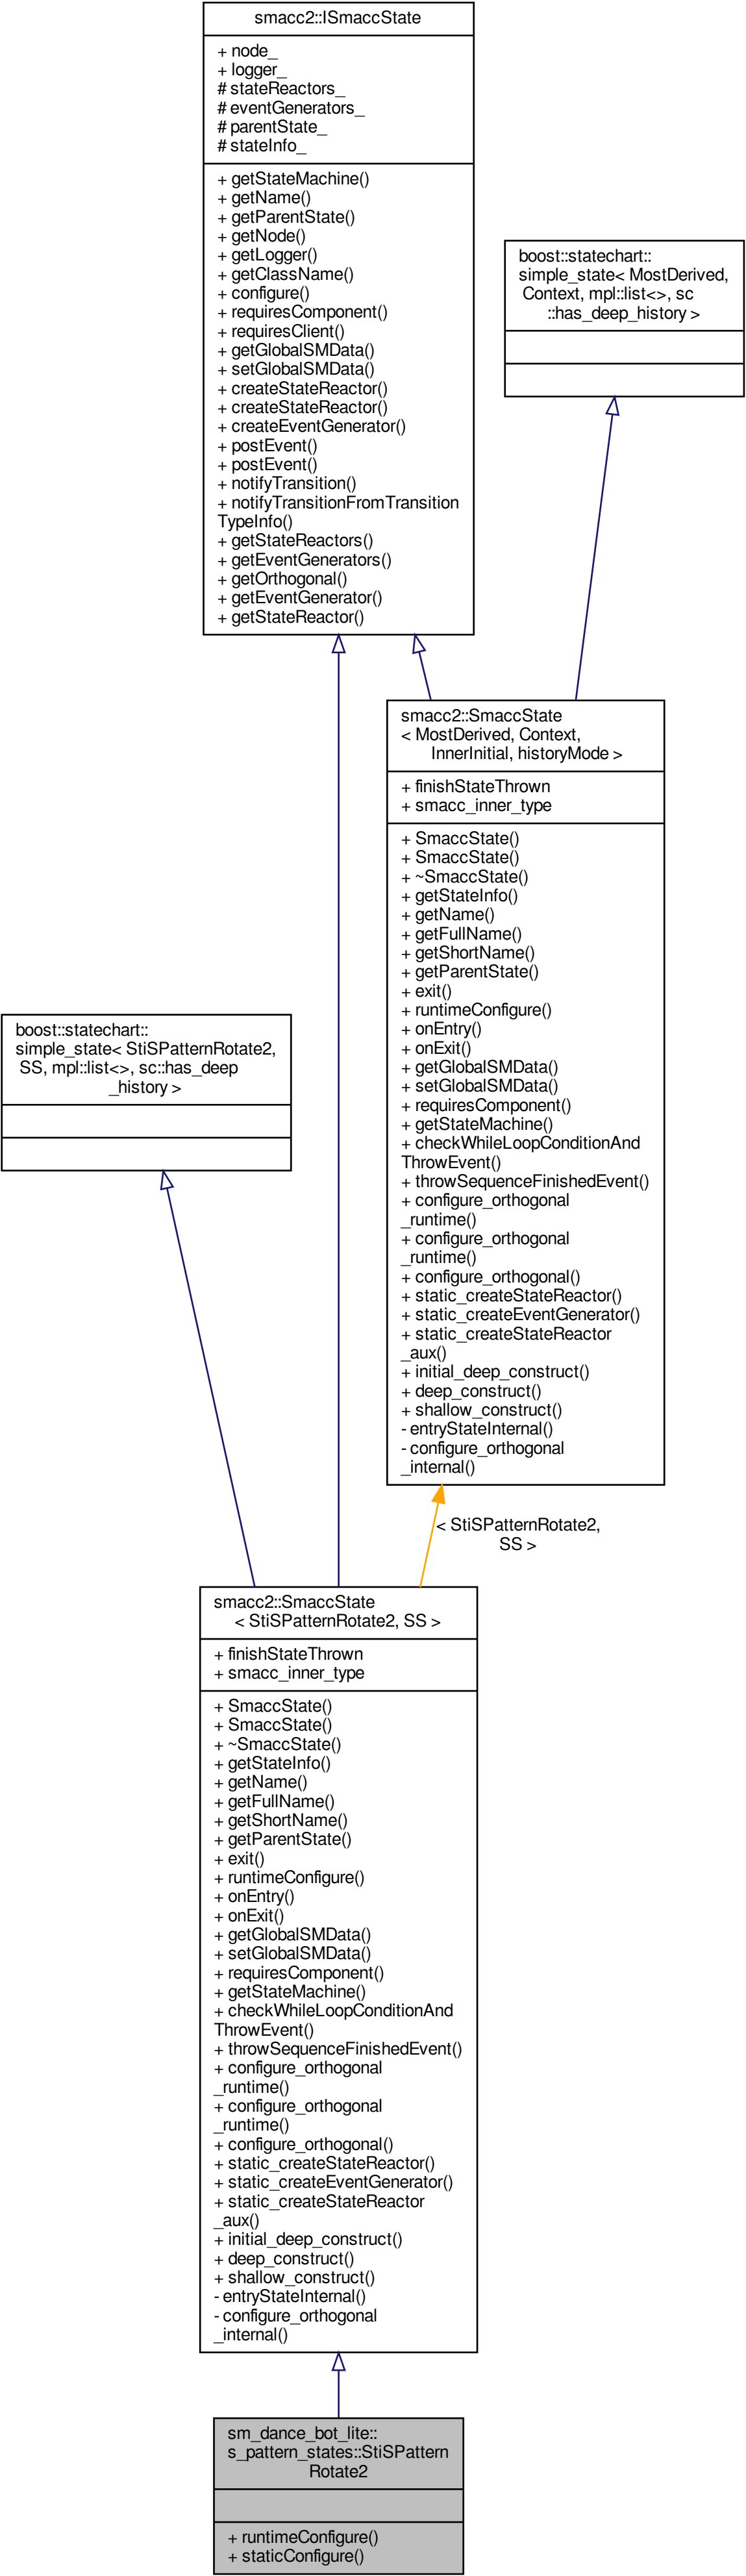 smacc2::ISmaccState
+ node_
+ logger_
# stateReactors_
# eventGenerators_
# parentState_
# stateInfo_
+ getStateMachine()
+ getName()
+ getParentState()
+ getNode()
+ getLogger()
+ getClassName()
+ configure()
+ requiresComponent()
+ requiresClient()
+ getGlobalSMData()
+ setGlobalSMData()
+ createStateReactor()
+ createStateReactor()
+ createEventGenerator()
+ postEvent()
+ postEvent()
+ notifyTransition()
+ notifyTransitionFromTransition
TypeInfo()
+ getStateReactors()
+ getEventGenerators()
+ getOrthogonal()
+ getEventGenerator()
+ getStateReactor()
boost::statechart::
simple_state< MostDerived,
Context, mpl::list<>, sc
::has_deep_history >
smacc2::SmaccState
< MostDerived, Context,
InnerInitial, historyMode >
+ finishStateThrown
+ smacc_inner_type
+ SmaccState()
+ SmaccState()
+ ~SmaccState()
+ getStateInfo()
+ getName()
+ getFullName()
+ getShortName()
+ getParentState()
+ exit()
+ runtimeConfigure()
+ onEntry()
+ onExit()
+ getGlobalSMData()
+ setGlobalSMData()
+ requiresComponent()
+ getStateMachine()
+ checkWhileLoopConditionAnd
ThrowEvent()
+ throwSequenceFinishedEvent()
+ configure_orthogonal
_runtime()
+ configure_orthogonal
_runtime()
+ configure_orthogonal()
+ static_createStateReactor()
+ static_createEventGenerator()
+ static_createStateReactor
_aux()
+ initial_deep_construct()
+ deep_construct()
+ shallow_construct()
- entryStateInternal()
- configure_orthogonal
_internal()
boost::statechart::
simple_state< StiSPatternRotate2,
SS, mpl::list<>, sc::has_deep
_history >
< StiSPatternRotate2,
SS >
smacc2::SmaccState
< StiSPatternRotate2, SS >
+ finishStateThrown
+ smacc_inner_type
+ SmaccState()
+ SmaccState()
+ ~SmaccState()
+ getStateInfo()
+ getName()
+ getFullName()
+ getShortName()
+ getParentState()
+ exit()
+ runtimeConfigure()
+ onEntry()
+ onExit()
+ getGlobalSMData()
+ setGlobalSMData()
+ requiresComponent()
+ getStateMachine()
+ checkWhileLoopConditionAnd
ThrowEvent()
+ throwSequenceFinishedEvent()
+ configure_orthogonal
_runtime()
+ configure_orthogonal
_runtime()
+ configure_orthogonal()
+ static_createStateReactor()
+ static_createEventGenerator()
+ static_createStateReactor
_aux()
+ initial_deep_construct()
+ deep_construct()
+ shallow_construct()
- entryStateInternal()
- configure_orthogonal
_internal()
sm_dance_bot_lite::
s_pattern_states::StiSPattern
Rotate2
+ runtimeConfigure()
+ staticConfigure()